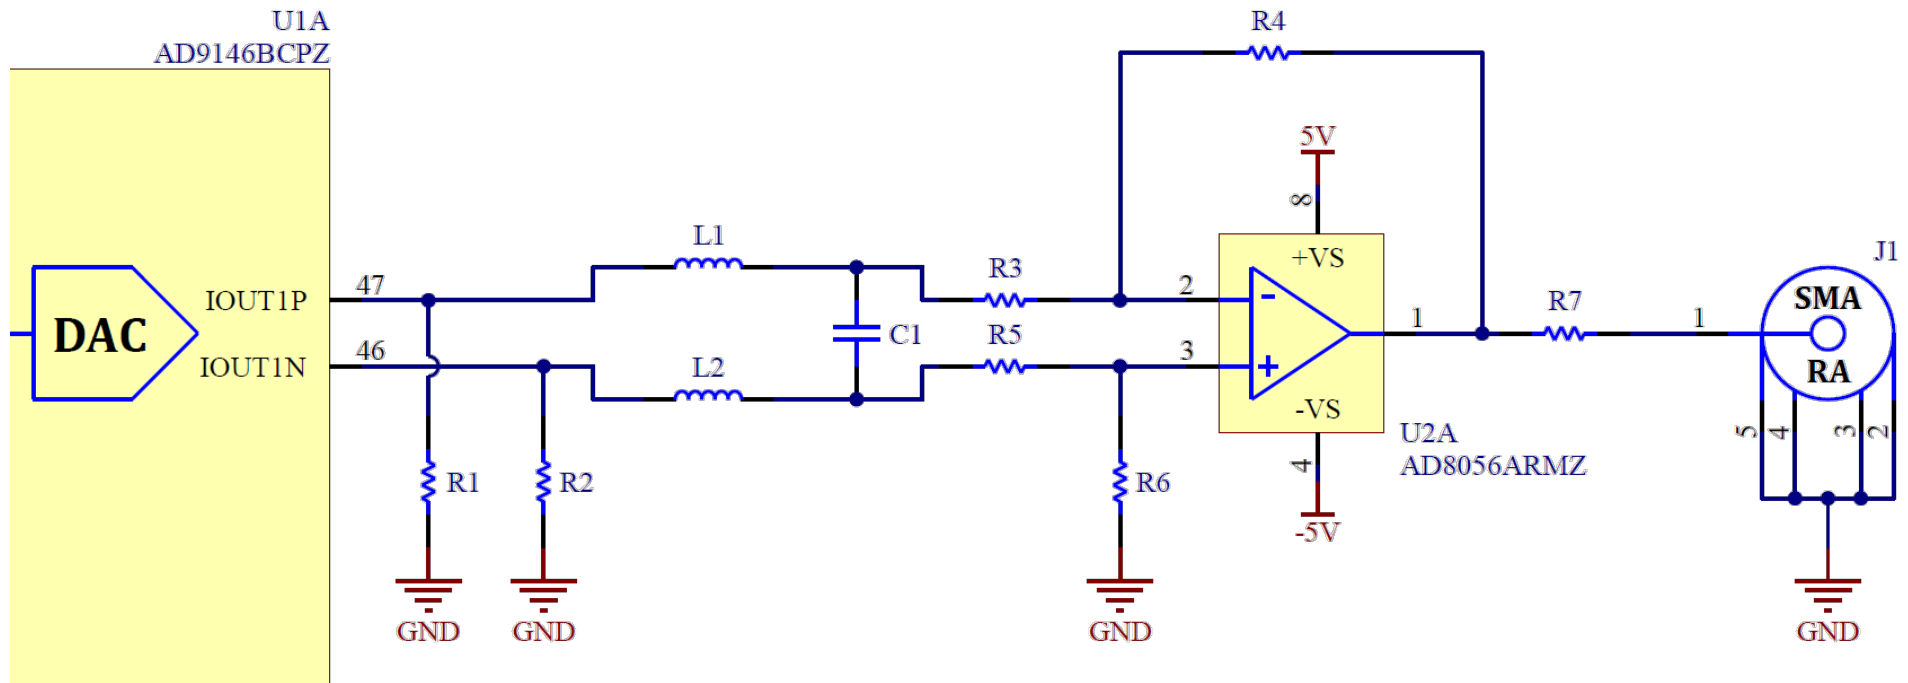 U1A
AD9146BCPZ
R4
5V
8
+VS
L1
J1
IOUT1P
47
R3
2
-
SMA
DAC
C1
R5
1
R7
1
IOUT1N
46
3
+
RA
L2
-VS
U2A
AD8056ARMZ
5
4
3
2
4
R1
R2
R6
-5V
GND
GND
GND
GND